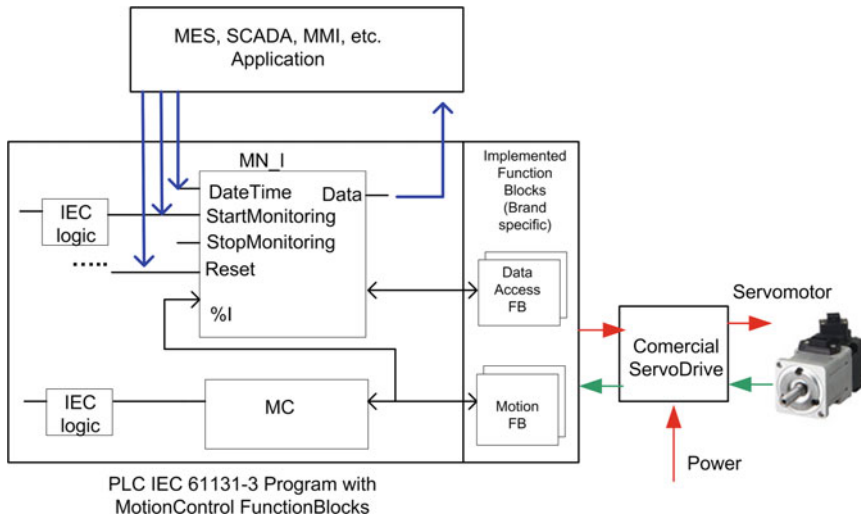 MES, SCADA, MMI, etc.
Application
MN_I
DateTime
Data
StartMonitoring
StopMonitoring
Reset
%I
IEC
logic
.....
Implemented
Function
Blocks
(Brand
specific)
Data
Access
FB
Servomotor
Comercial
ServoDrive
IEC
logic
MC
Motion
FB
Power
PLC IEC 61131-3 Program with
MotionControl FunctionBlocks